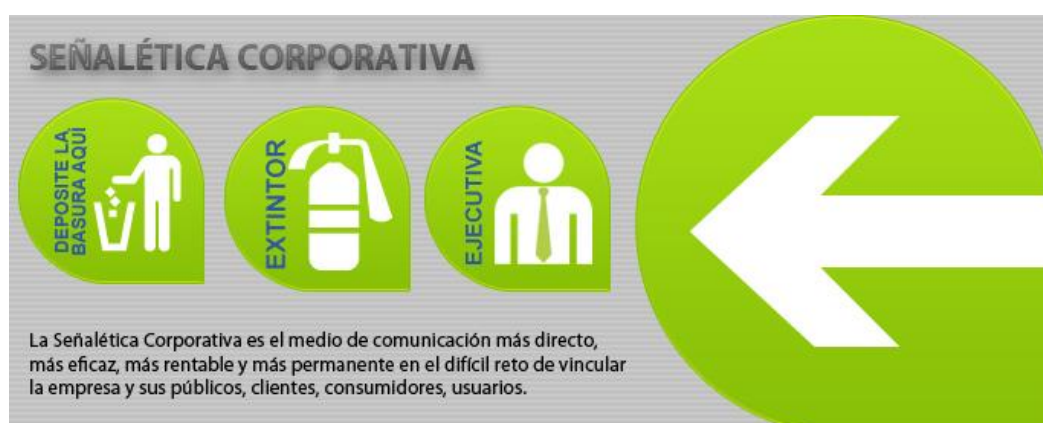 SEÑALÉTICA CORPORATIVA
DEPOSITE LA
BASURA AQUÍ
EXTINTOR
EJECUTIVA
La Señalética Corporativa es el medio de comunicación más directo,
más eficaz, más rentable y más permanente en el difícil reto de vincular
la empresa y sus públicos, clientes, consumidores, usuarios.